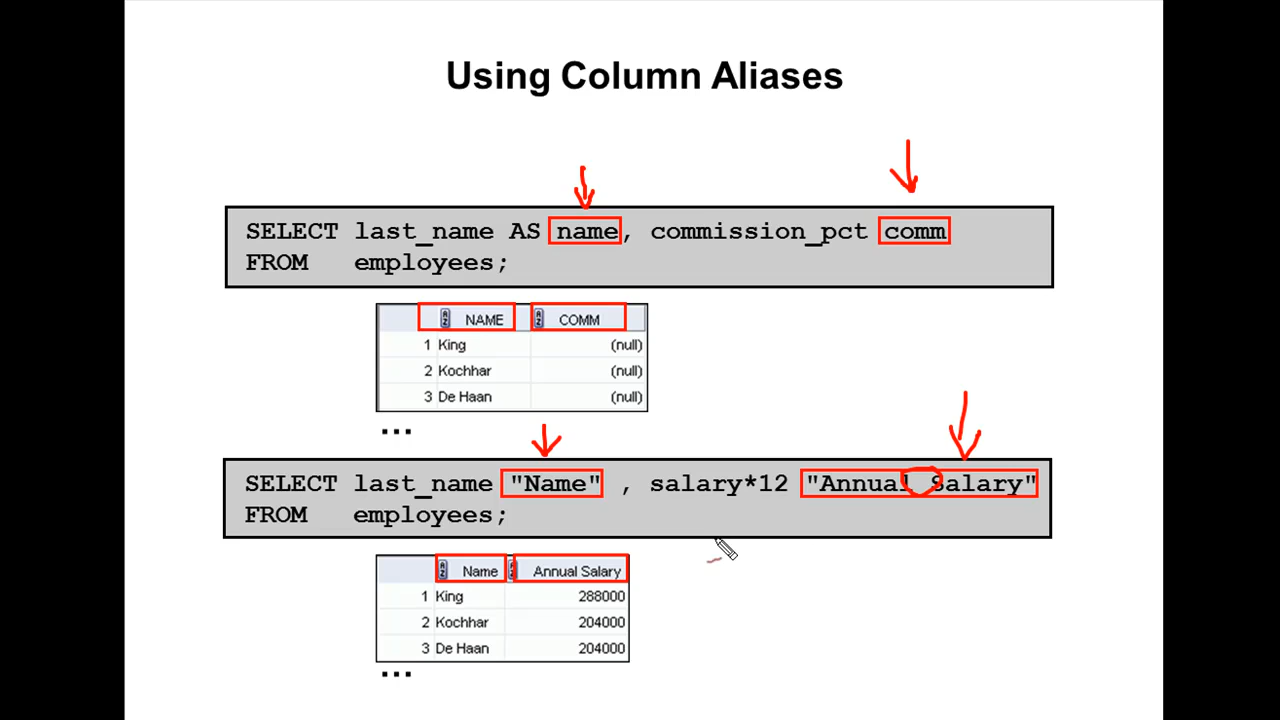 Using Column Aliases
SELECT last_name AS name, commission_pct comm
FROM employees;
NAME COMM
1 King (null)
2 Kochhar (null)
3 De Haan (null)
...
SELECT last_name "Name" , salary*12 "Annual Salary"
FROM employees;
Name Annual Salary
1 King 288000
2 Kochhar 204000
3 De Haan 204000
...